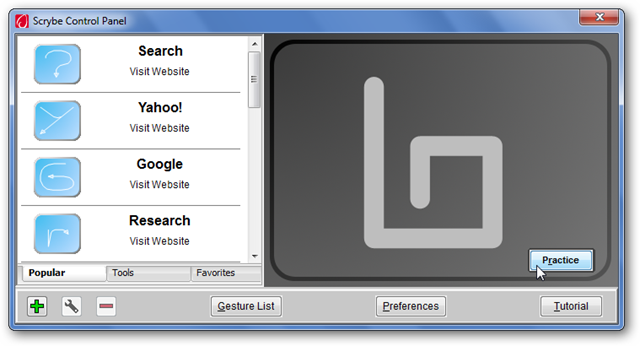 Scrybe Control Panel
Search
Visit Website
Yahoo!
Visit Website
Google
Visit Website
Research
Visit Website
Practice
Popular
Tools
Favorites
Gesture List
Preferences
Tutorial